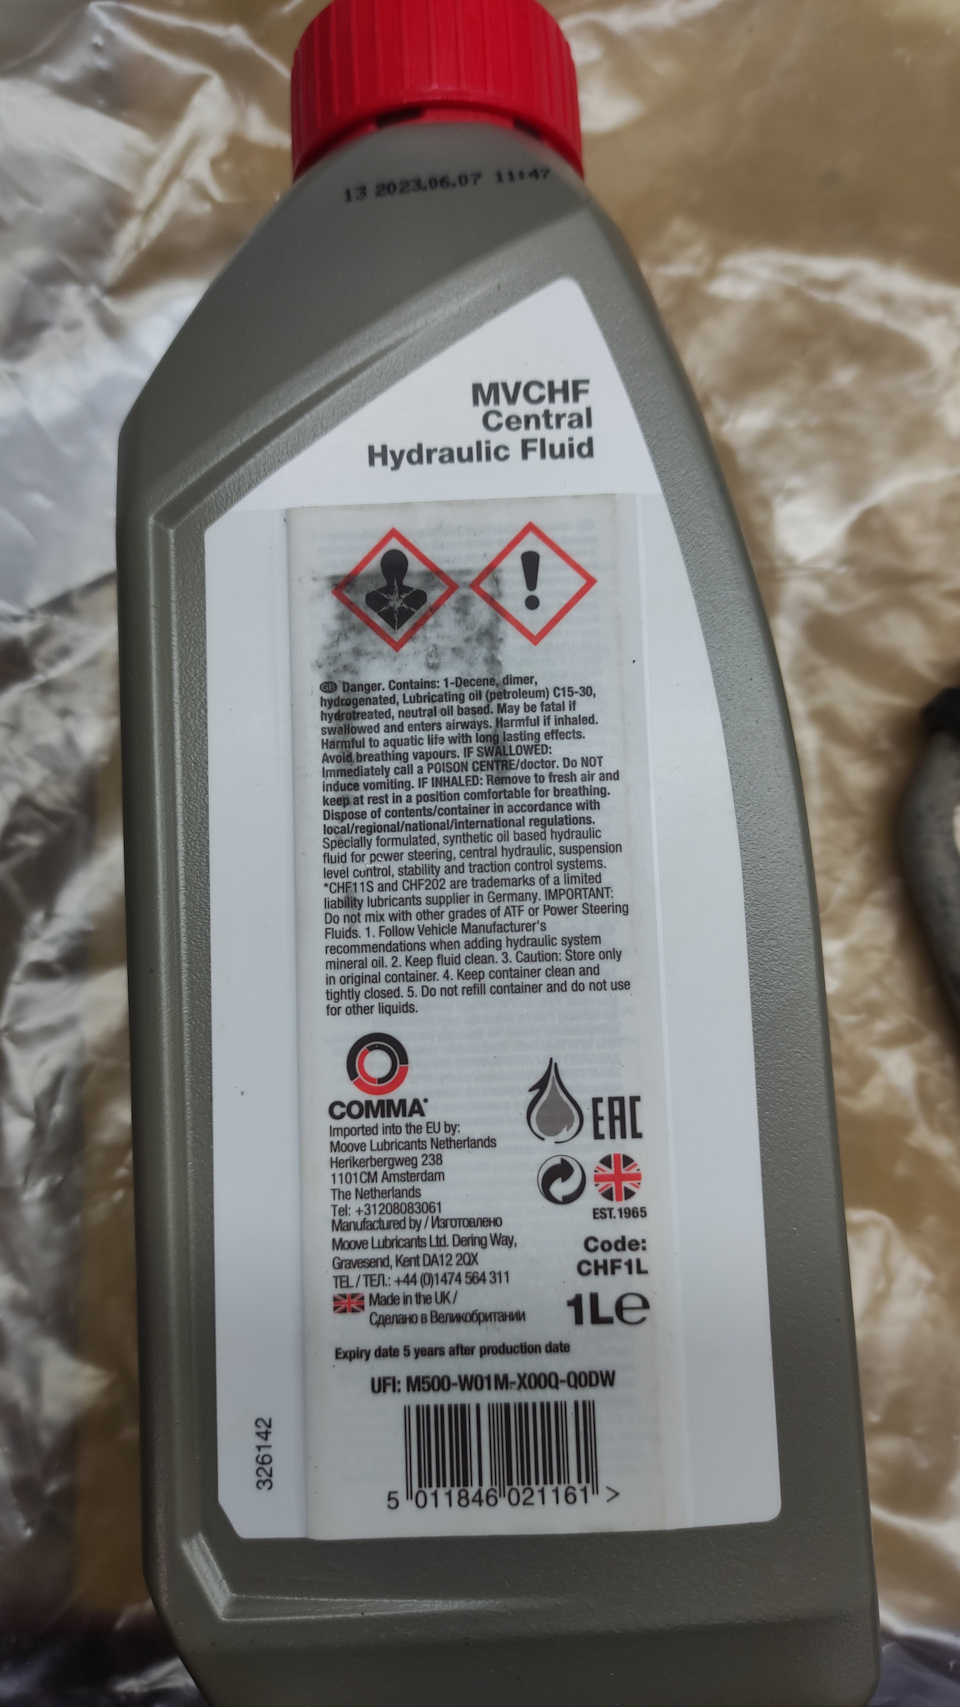 13 2023.06.07 11:47
MVCHF
Central
Hydraulic Fluid
GB Danger. Contains: 1-Decene, dimer,
hydrogenated, Lubricating oil (petroleum) C15-30,
hydrotreated, neutral oil based. May be fatal if
swallowed and enters airways. Harmful if inhaled.
Harmful to aquatic life with long lasting effects.
Avoid breathing vapours. IF SWALLOWED:
Immediately call a POISON CENTRE/doctor. Do NOT
induce vomiting. IF INHALED: Remove to fresh air and
keep at rest in a position comfortable for breathing.
Dispose of contents/container in accordance with
local/regional/national/international regulations.
Specially formulated, synthetic oil based hydraulic
fluid for power steering, central hydraulic, suspension
level control, stability and traction control systems.
*CHF11S and CHF202 are trademarks of a limited
liability lubricants supplier in Germany. IMPORTANT:
Do not mix with other grades of ATF or Power Steering
Fluids. 1. Follow Vehicle Manufacturer's
recommendations when adding hydraulic system
mineral oil. 2. Keep fluid clean. 3. Caution: Store only
in original container. 4. Keep container clean and
tightly closed. 5. Do not refill container and do not use
for other liquids.
COMMA
Imported into the EU by:
Moove Lubricants Netherlands
Herikerbergweg 238
1101CM Amsterdam
The Netherlands
Tel: +31208083061
Manufactured by / Изготовлено
Moove Lubricants Ltd. Dering Way,
Gravesend, Kent DA12 2QX
TEL / ТЕЛ.: +44 (0)1474 564 311
Made in the UK /
Сделано в Великобритании
EAC
EST.1965
Code:
CHF1L
1L℮
Expiry date 5 years after production date
UFI: M500-W01M-X00Q-Q0DW
326142
5 011846 021161 >